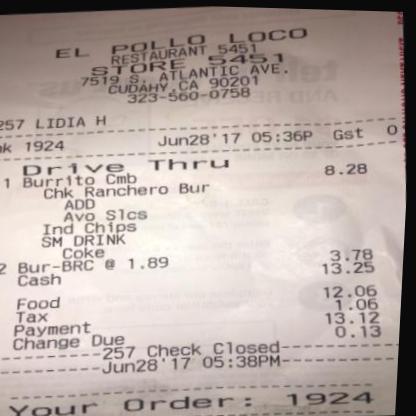 EL POLLO LOCO
RESTAURANT 5451
STORE 5451
7519 S. ATLANTIC AVE.
CUDAHY,CA 90201
323-560-0758
257 LIDIA H
hk 1924 Jun28'17 05:36P Gst 0
Drive Thru
1 Burrito Cmb 8.28
Chk Ranchero Bur
ADD
Avo Slcs
Ind Chips
SM DRINK
Coke
2 Bur-BRC @ 1.89 3.78
Cash 13.25
Food 12.06
Tax 1.06
Payment 13.12
Change Due 0.13
--------257 Check Closed--------
--------Jun28'17 05:38PM--------
Your Order: 1924